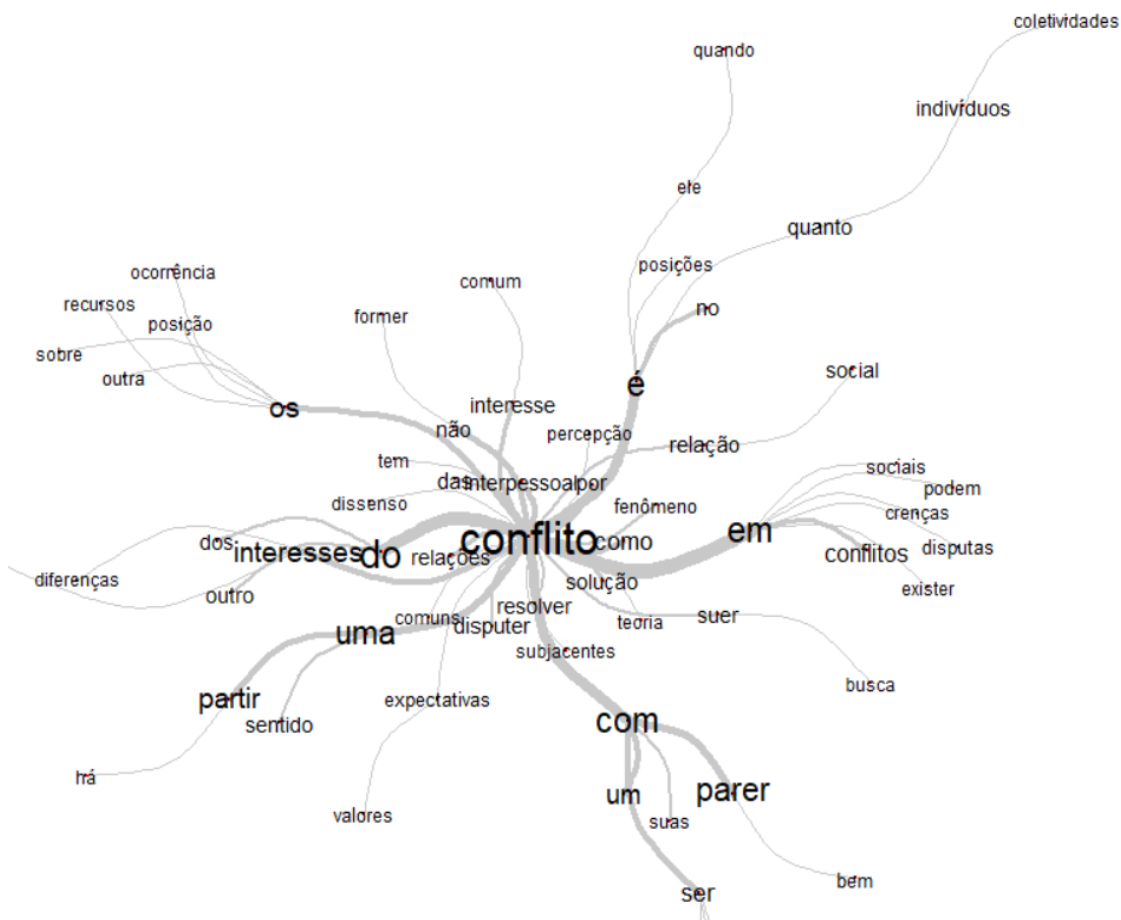 coletividades
quando
indivíduos
ele
quanto
posições
ocorrência
comum
recursos
no
former
posição
sobre
social
outra
é
os
interesse
não
percepção
relação
tem
sociais
das
interpessoal
por
podem
dissenso
fenômeno
crenças
em
conflito
como
dos
interesses
do
relações
conflitos
disputas
diferenças
solução
exister
outro
resolver
comuns
disputer
teoria
suer
uma
subjacentes
busca
partir
expectativas
sentido
com
há
parer
um
valores
suas
bem
ser